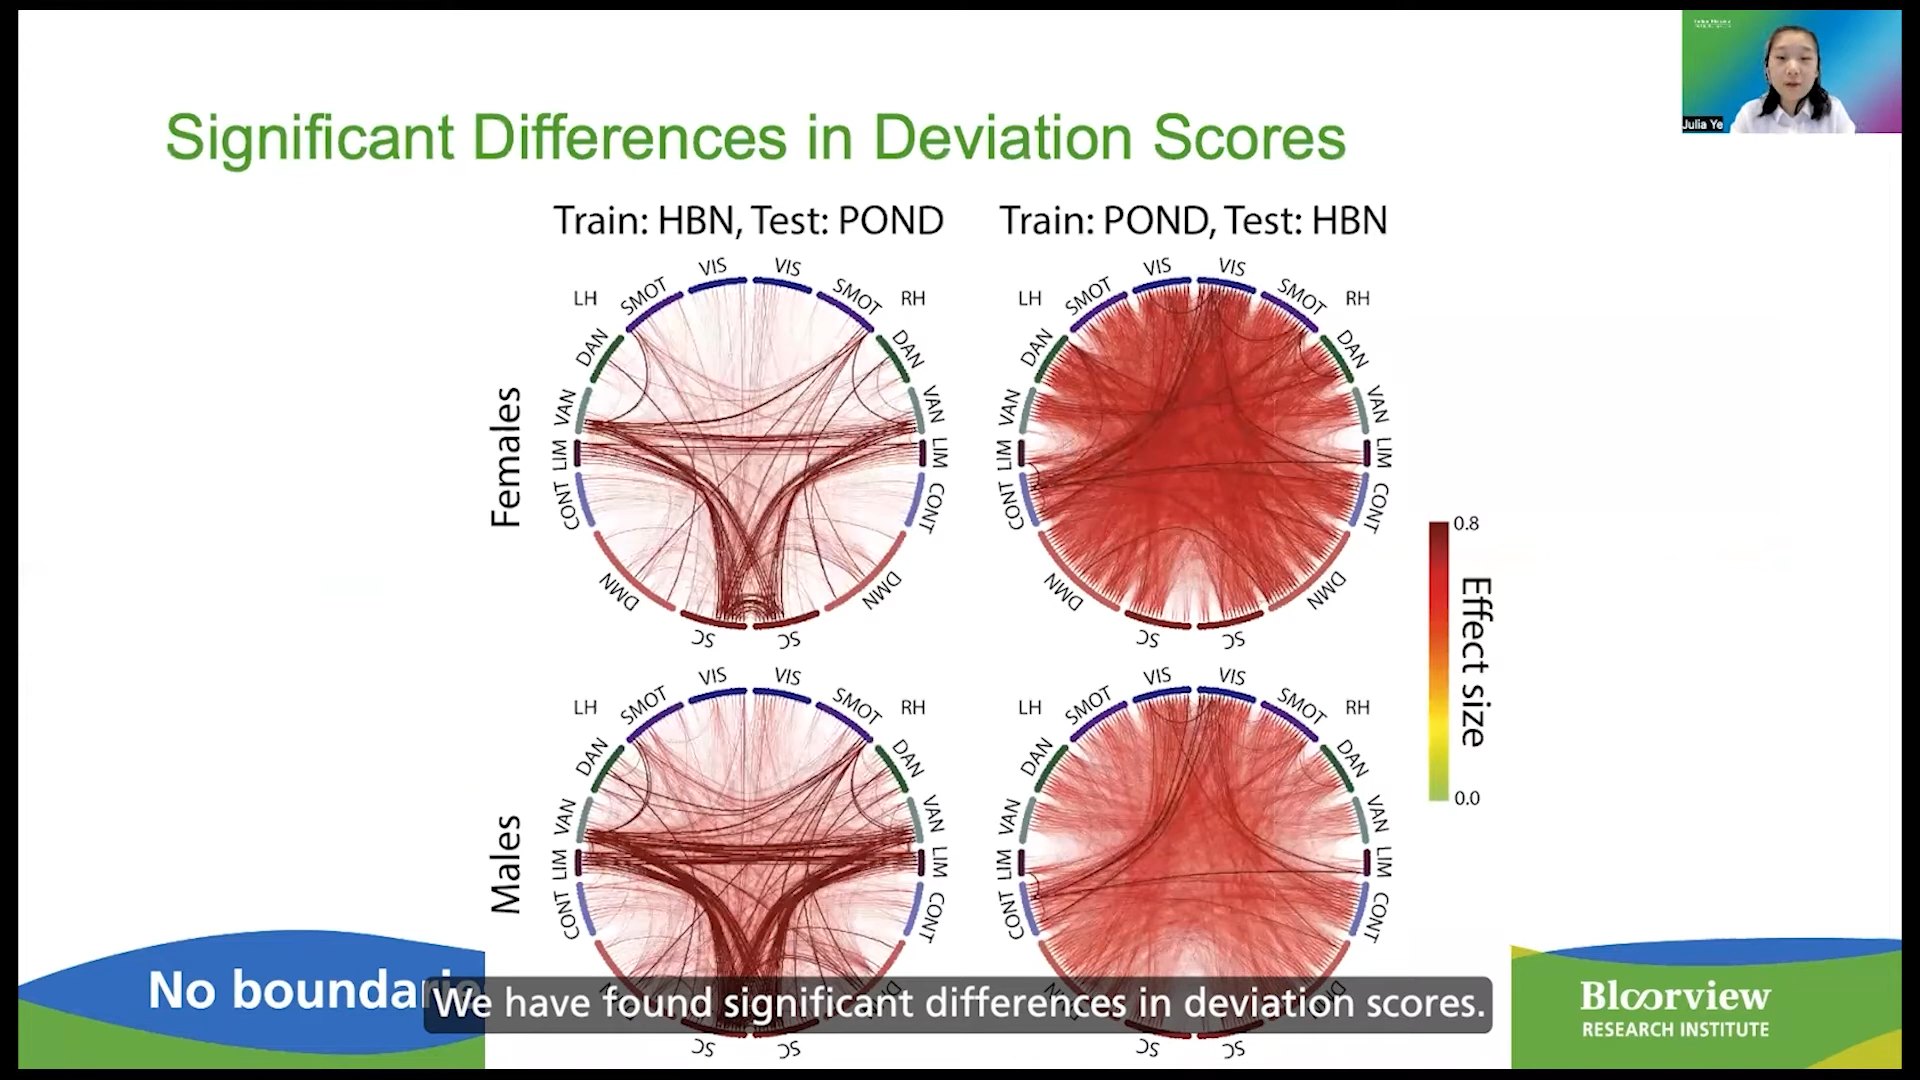 Julia Ye
Significant Differences in Deviation Scores
Train: HBN, Test: POND
Train: POND, Test: HBN
VIS VIS
LH SMOT SMOT RH
DAN DAN
VAN VAN
LIM LIM
CONT CONT
DMN DMN
SC SC
Females
VIS VIS
LH SMOT SMOT RH
DAN DAN
VAN VAN
LIM LIM
CONT CONT
DMN DMN
SC SC
0.8
Effect size
0.0
VIS VIS
LH SMOT SMOT RH
DAN DAN
VAN VAN
LIM LIM
CONT CONT
SC SC
Males
VIS VIS
LH SMOT SMOT RH
DAN DAN
VAN VAN
LIM LIM
CONT CONT
SC SC
No boundari
We have found significant differences in deviation scores.
Bloorview
RESEARCH INSTITUTE